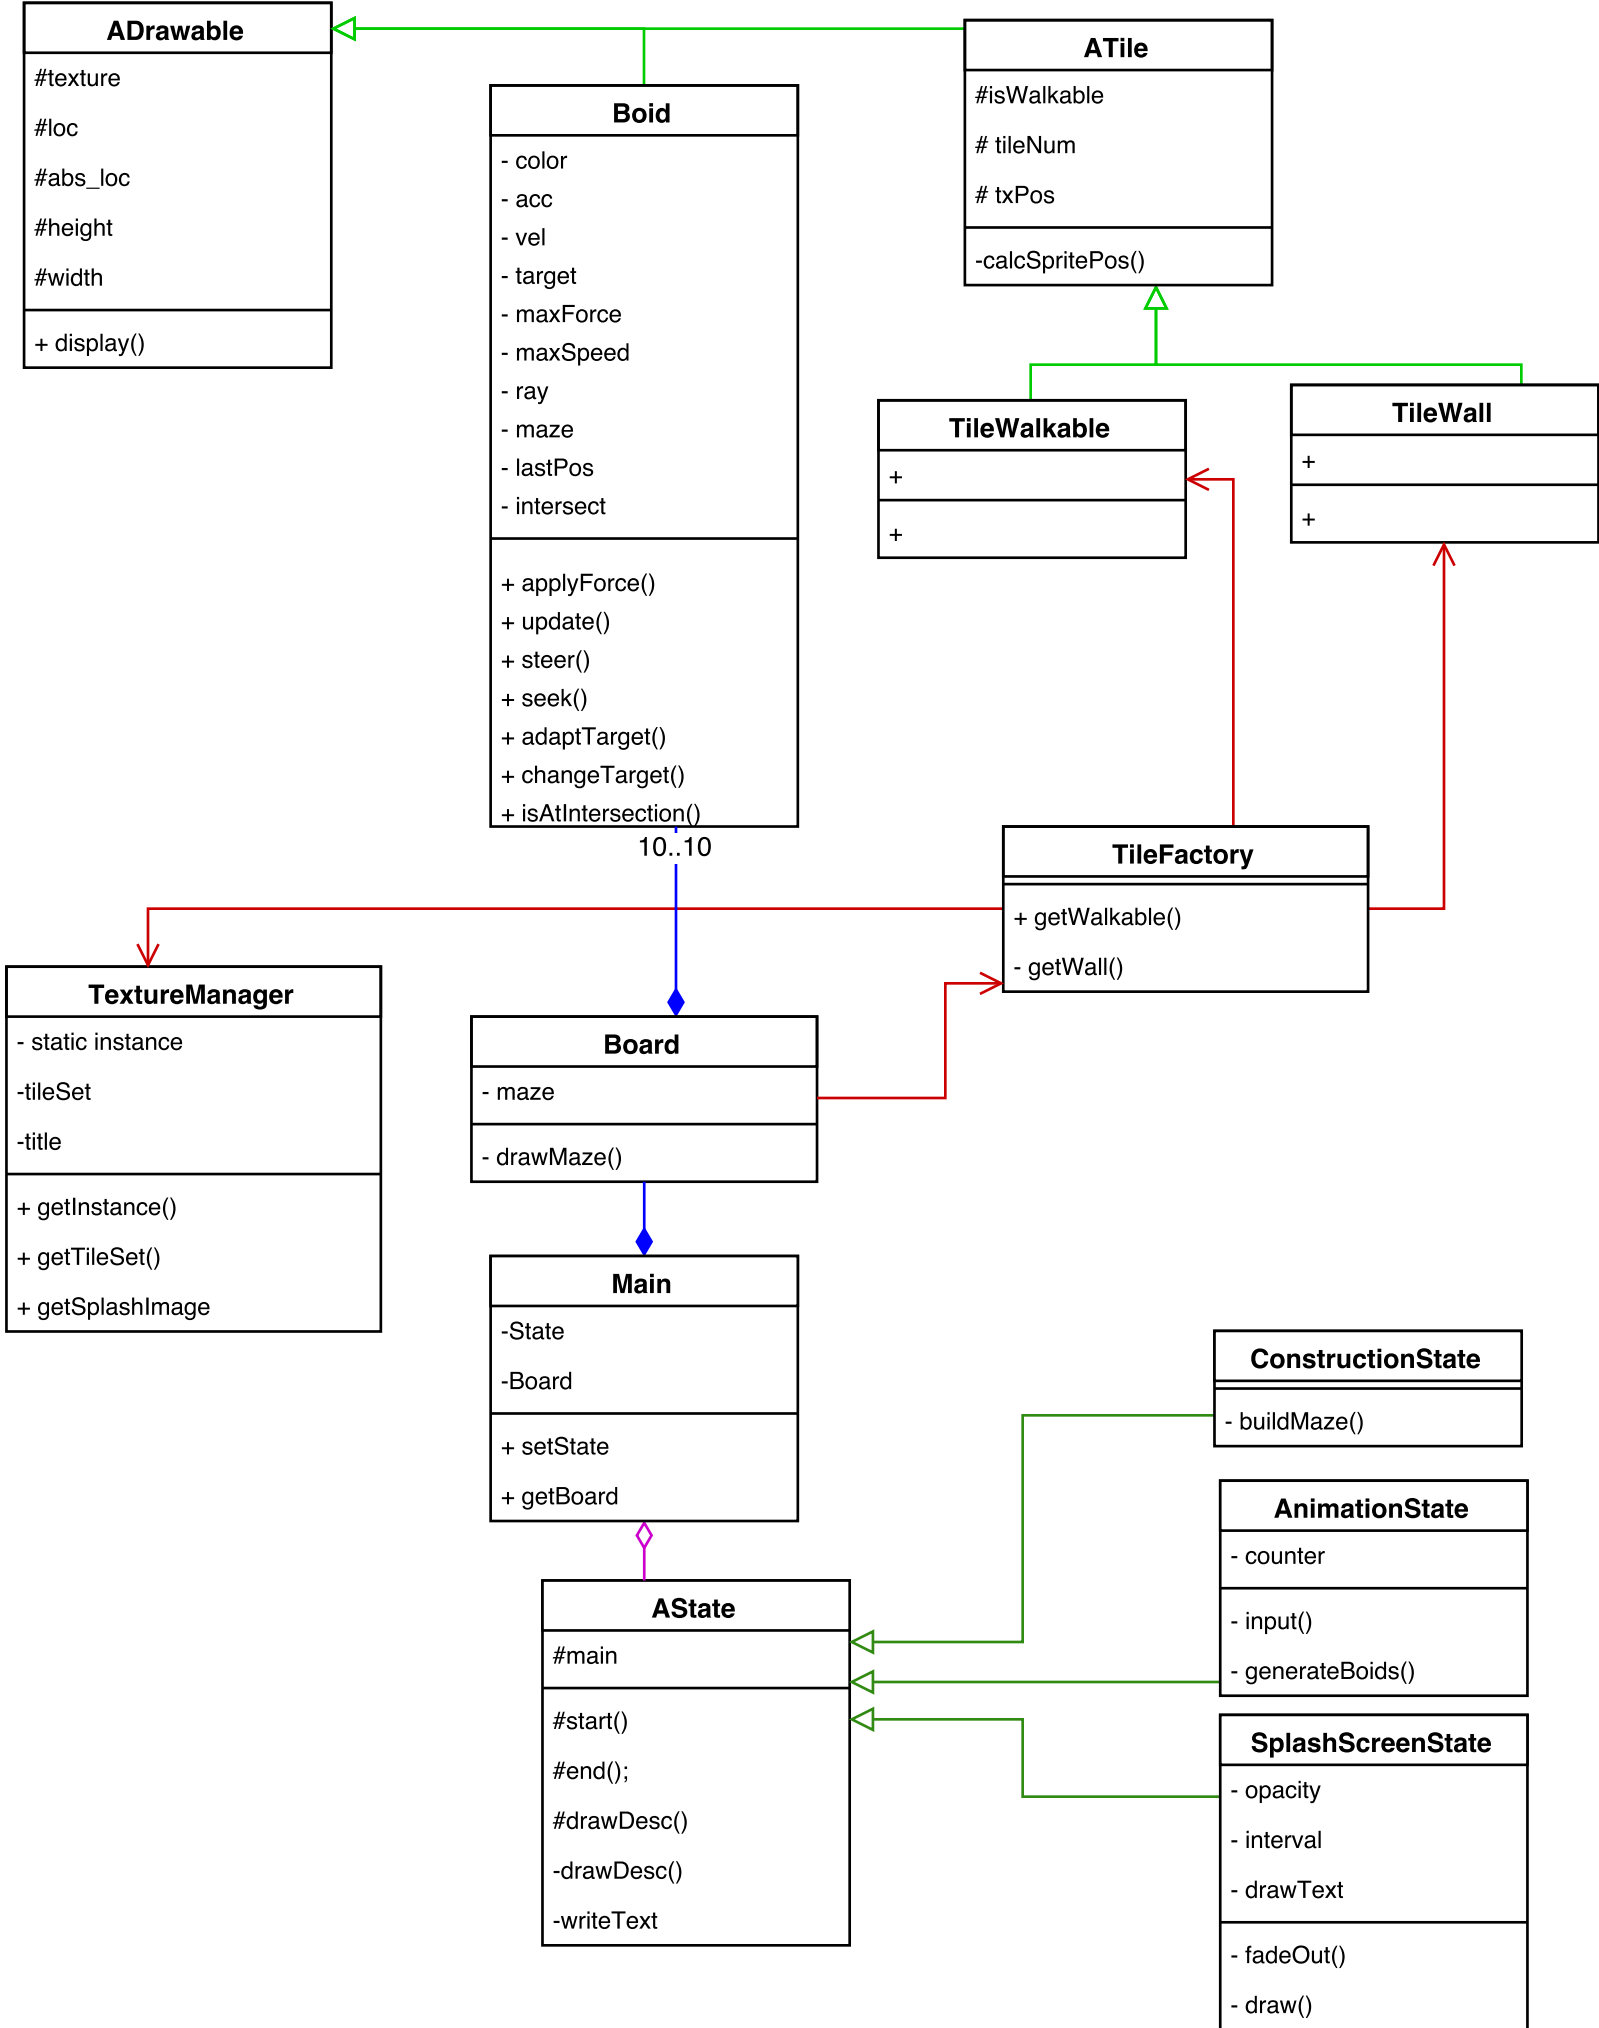 ADrawable
#texture
#loc
#abs_loc
#height
#width
+ display()
ATile
#isWalkable
# tileNum
# txPos
-calcSpritePos()
Boid
- color
- acc
- vel
- target
- maxForce
- maxSpeed
- ray
- maze
- lastPos
- intersect
+ applyForce()
+ update()
+ steer()
+ seek()
+ adaptTarget()
+ changeTarget()
+ isAtIntersection()
10..10
TileWalkable
+
+
TileWall
+
+
TileFactory
+ getWalkable()
- getWall()
TextureManager
- static instance
-tileSet
-title
+ getInstance()
+ getTileSet()
+ getSplashImage
Board
- maze
- drawMaze()
Main
-State
-Board
+ setState
+ getBoard
AState
#main
#start()
#end();
#drawDesc()
-drawDesc()
-writeText
ConstructionState
- buildMaze()
AnimationState
- counter
- input()
- generateBoids()
SplashScreenState
- opacity
- interval
- drawText
- fadeOut()
- draw()